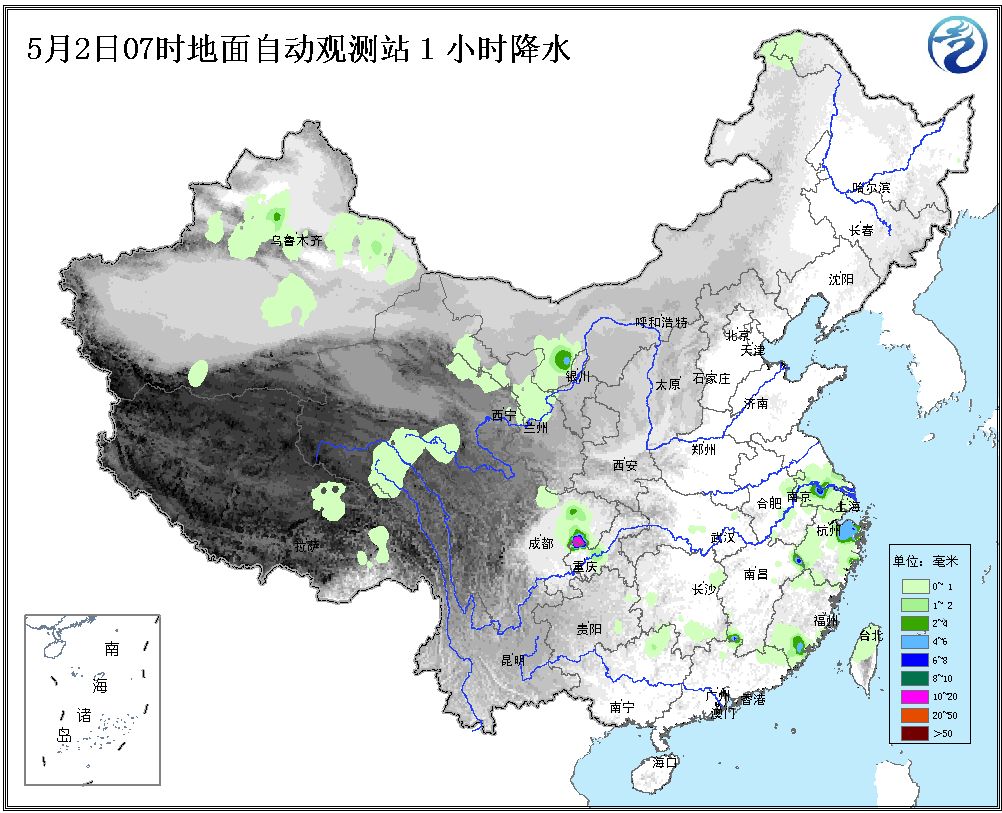 5月2日07时地面自动观测站1小时降水
哈尔滨
长春
乌鲁木齐
沈阳
呼和浩特
北京
天津
银川
太原
石家庄
济南
西宁
兰州
郑州
西安
合肥
南京
上海
成都
武汉
杭州
拉萨
重庆
南昌
长沙
贵阳
福州
台北
昆明
南宁
广州
香港
澳门
海口
南
海
诸
岛
单位：毫米
0~1
1~2
2~4
4~6
6~8
8~10
10~20
20~50
>50